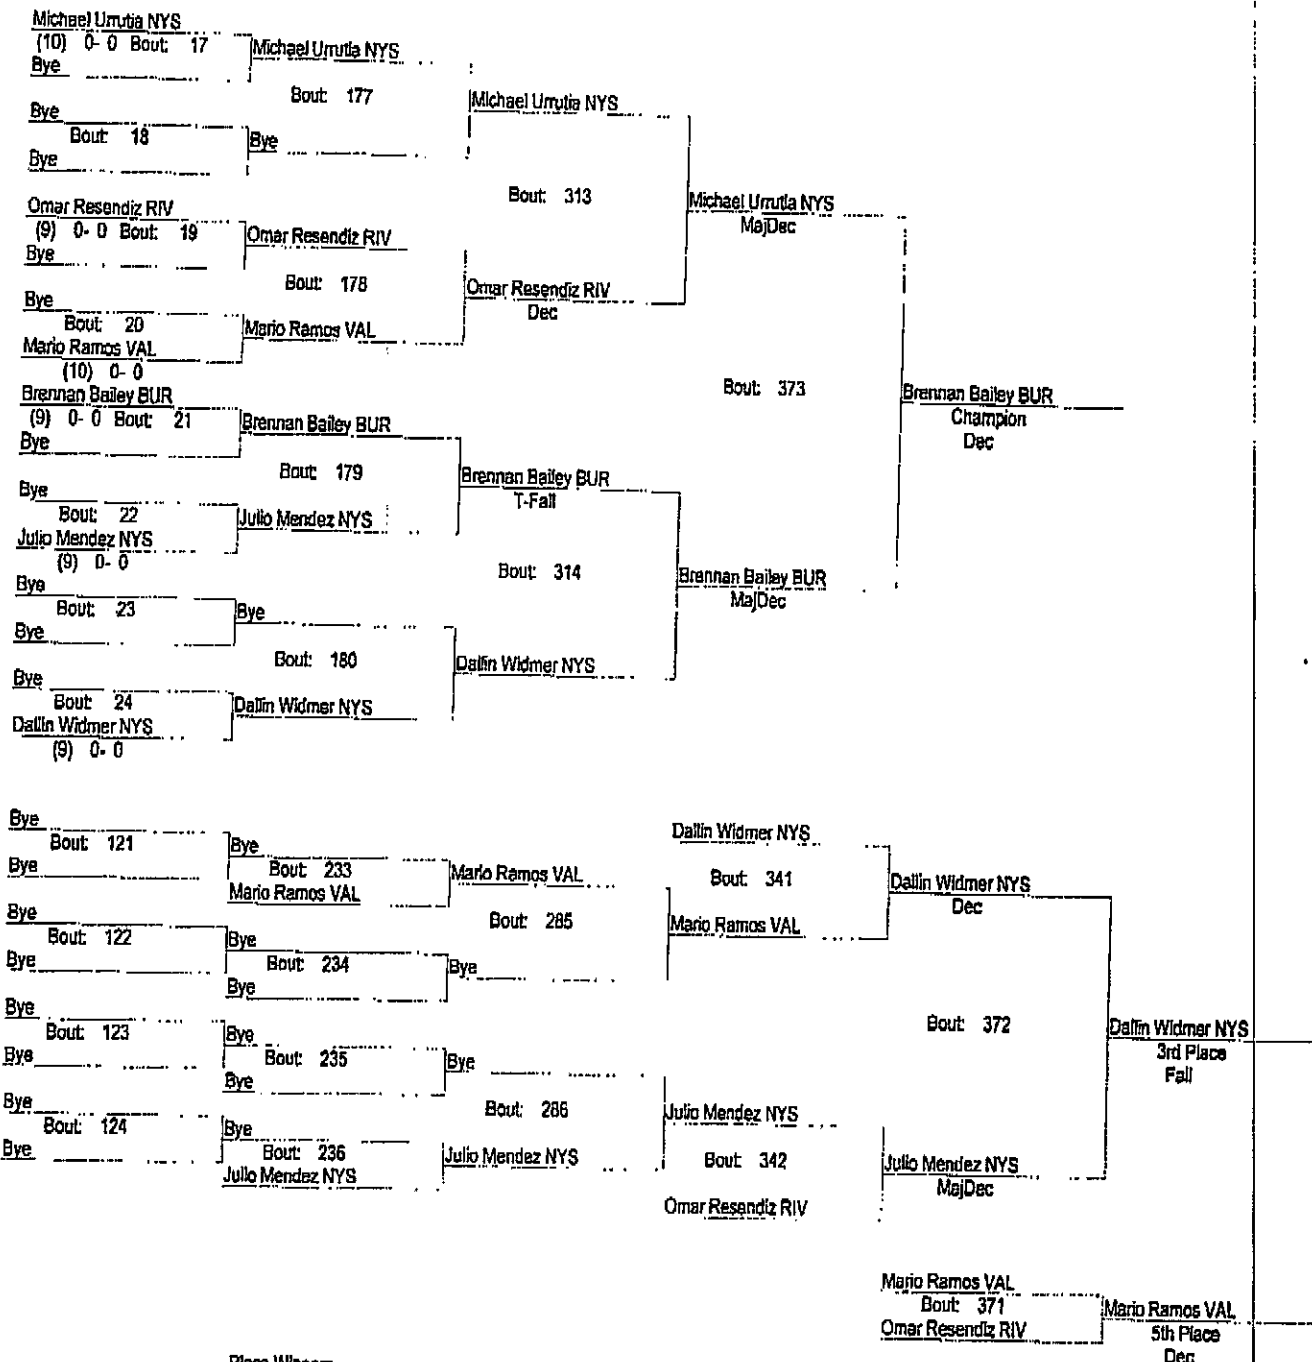 Michael Urrutia NYS
(10) 0- 0 Bout: 17
Bye
Michael Urrutia NYS
Bout: 177
Michael Urrutia NYS
Bye
Bout: 18
Bye
Bye
Omar Resendiz RIV
(9) 0- 0 Bout: 19
Bye
Omar Resendiz RIV
Bout: 313
Michael Urrutia NYS
MajDec
Bout: 178
Omar Resendiz RIV
Dec
Bye
Bout: 20
Mario Ramos VAL
(10) 0- 0
Mario Ramos VAL
Bout: 373
Brennan Bailey BUR
Champion
Dec
Brennan Bailey BUR
(9) 0- 0 Bout: 21
Bye
Brennan Bailey BUR
Bout: 179
Brennan Bailey BUR
T-Fall
Bye
Bout: 22
Julio Mendez NYS
(9) 0- 0
Julio Mendez NYS
Bout: 314
Brennan Bailey BUR
MajDec
Bye
Bout: 23
Bye
Bye
Bout: 180
Dallin Widmer NYS
Bye
Bout: 24
Dallin Widmer NYS
(9) 0- 0
Dallin Widmer NYS
Bye
Bout: 121
Bye
Bye
Bout: 233
Mario Ramos VAL
Mario Ramos VAL
Dallin Widmer NYS
Bout: 341
Dallin Widmer NYS
Dec
Bye
Bout: 122
Bye
Bye
Bout: 234
Bye
Bout: 285
Bye
Mario Ramos VAL
Bye
Bout: 123
Bye
Bye
Bout: 235
Bye
Bye
Bout: 372
Dallin Widmer NYS
3rd Place
Fall
Bye
Bout: 124
Bye
Bye
Bout: 236
Julio Mendez NYS
Bout: 286
Julio Mendez NYS
Julio Mendez NYS
Bout: 342
Omar Resendiz RIV
Julio Mendez NYS
MajDec
Mario Ramos VAL
Bout: 371
Omar Resendiz RIV
Mario Ramos VAL
5th Place
Dec